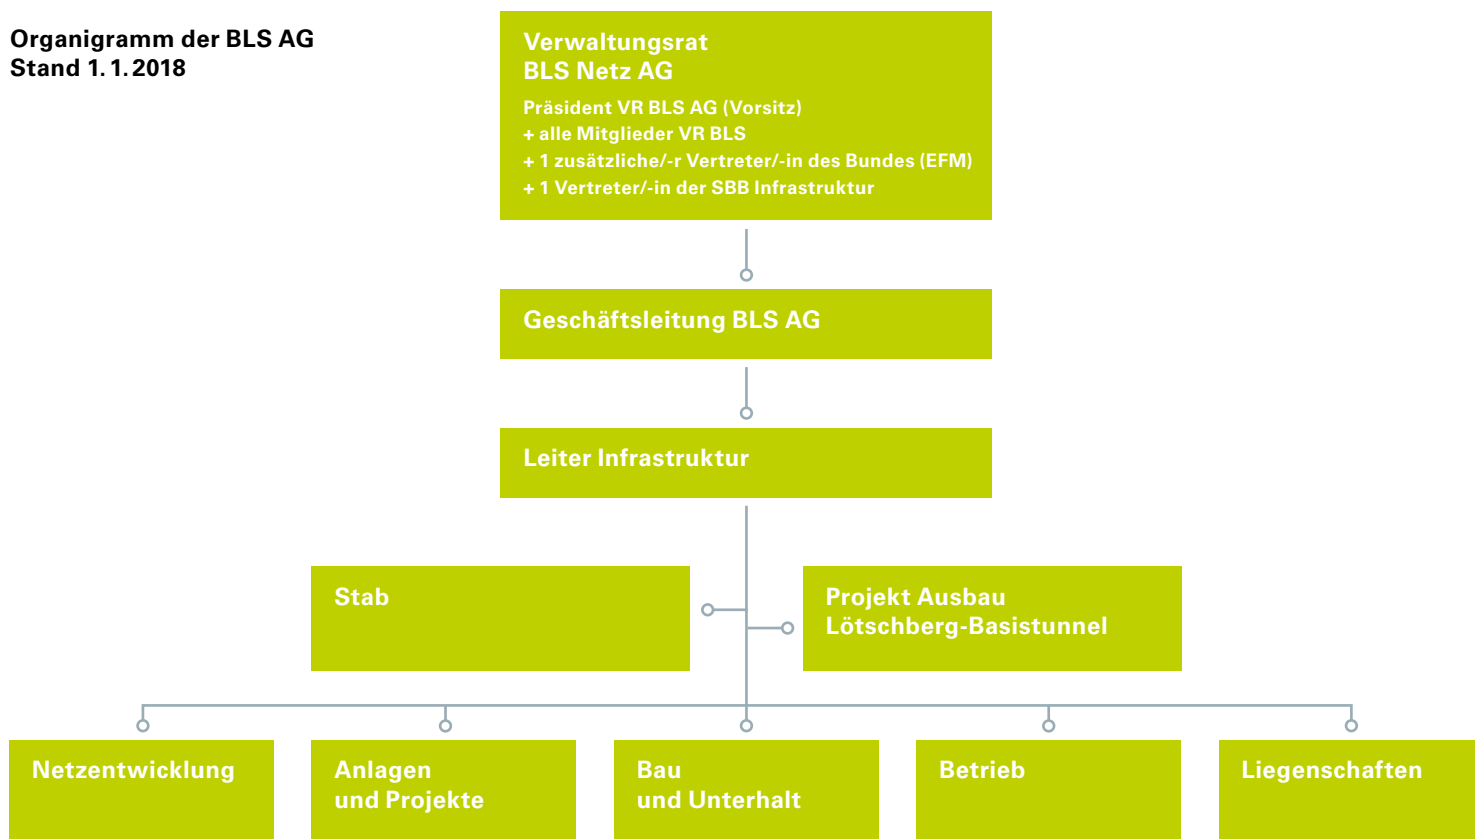 Organigramm der BLS AG
Stand 1.1.2018
Verwaltungsrat
BLS Netz AG
Präsident VR BLS AG (Vorsitz)
+ alle Mitglieder VR BLS
+ 1 zusätzliche/-r Vertreter/-in des Bundes (EFM)
+ 1 Vertreter/-in der SBB Infrastruktur
Geschäftsleitung BLS AG
Leiter Infrastruktur
Stab
Projekt Ausbau
Lötschberg-Basistunnel
Netzentwicklung
Anlagen
und Projekte
Bau
und Unterhalt
Betrieb
Liegenschaften